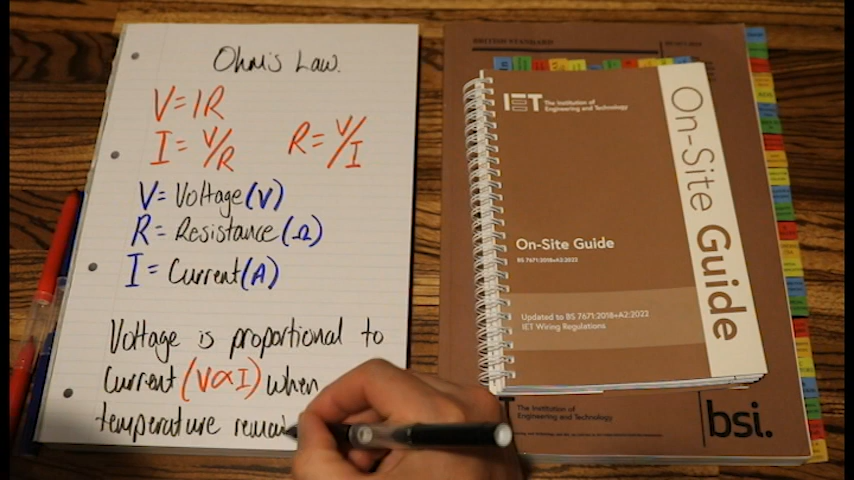 Ohm's Law.
V=IR
I=V/R R=V/I
V=Voltage(V)
R=Resistance(Ω)
I=Current(A)
Voltage is proportional to
Current (V∝I) when
temperature remai
BRITISH STANDARD
IET The Institution of
Engineering and Technology
On-Site Guide
On-Site Guide
BS 7671:2018+A2:2022
Updated to BS 7671:2018+A2:2022
IET Wiring Regulations
The Institution of
Engineering and Technology
bsi.